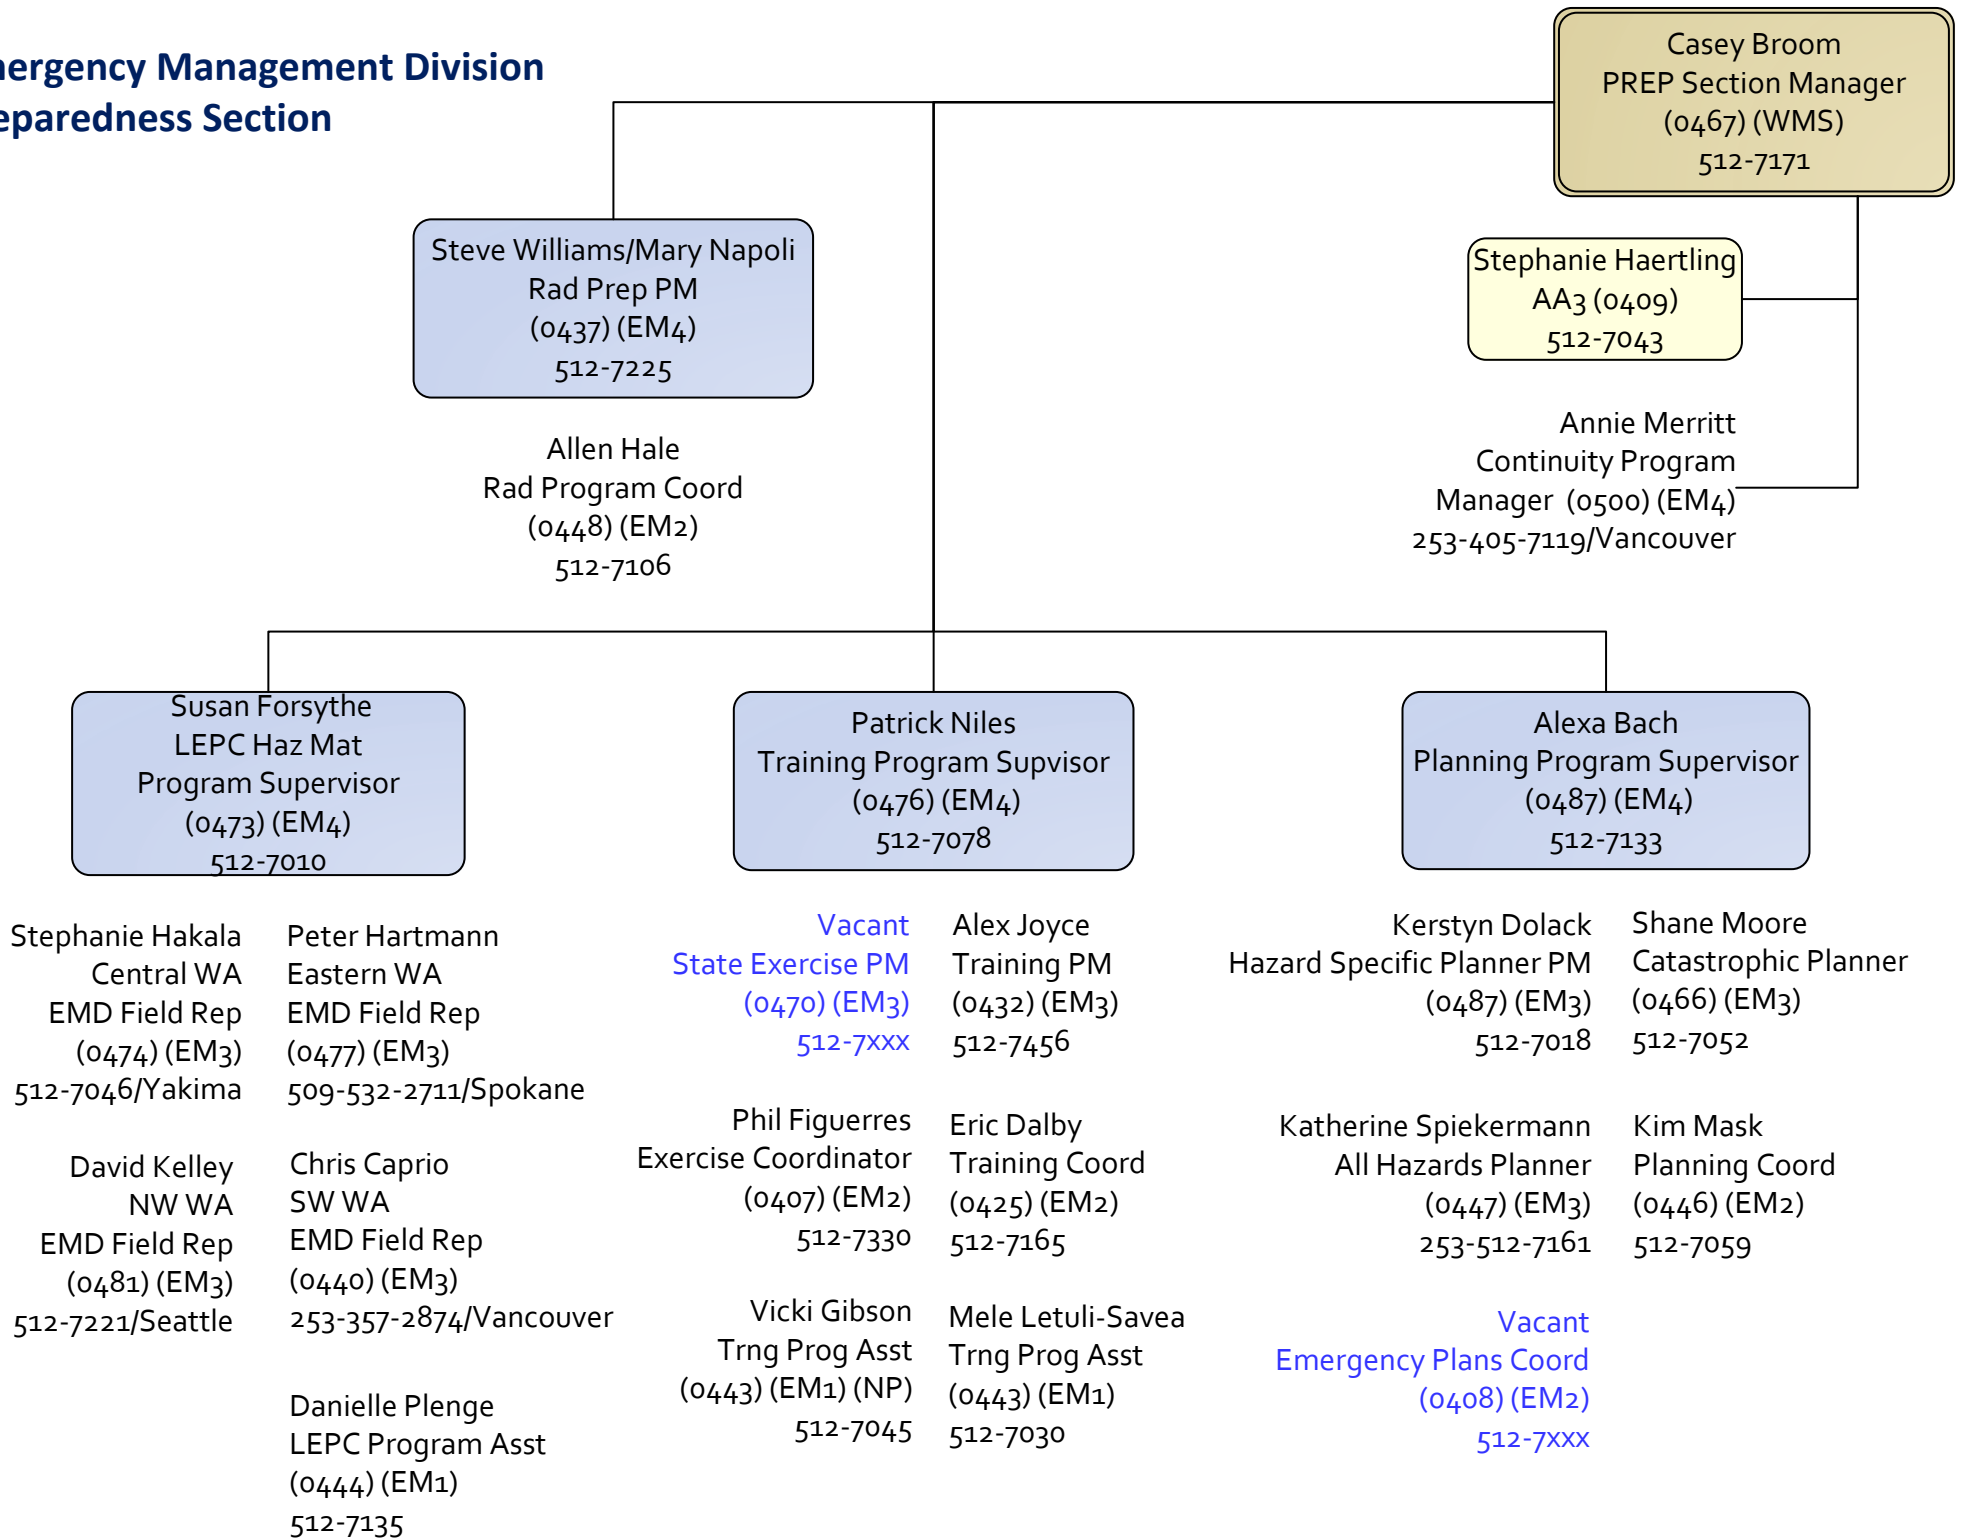 mergency Management Division
eparedness Section
Casey Broom
PREP Section Manager
(0467) (WMS)
512-7171
Steve Williams/Mary Napoli
Rad Prep PM
(0437) (EM4)
512-7225
Stephanie Haertling
AA3 (0409)
512-7043
Allen Hale
Rad Program Coord
(0448) (EM2)
512-7106
Annie Merritt
Continuity Program
Manager (0500) (EM4)
253-405-7119/Vancouver
Susan Forsythe
LEPC Haz Mat
Program Supervisor
(0473) (EM4)
512-7010
Patrick Niles
Training Program Supvisor
(0476) (EM4)
512-7078
Alexa Bach
Planning Program Supervisor
(0487) (EM4)
512-7133
Stephanie Hakala
Central WA
EMD Field Rep
(0474) (EM3)
512-7046/Yakima
Peter Hartmann
Eastern WA
EMD Field Rep
(0477) (EM3)
509-532-2711/Spokane
David Kelley
NW WA
EMD Field Rep
(0481) (EM3)
512-7221/Seattle
Chris Caprio
SW WA
EMD Field Rep
(0440) (EM3)
253-357-2874/Vancouver
Danielle Plenge
LEPC Program Asst
(0444) (EM1)
512-7135
Vacant
State Exercise PM
(0470) (EM3)
512-7xxx
Alex Joyce
Training PM
(0432) (EM3)
512-7456
Phil Figuerres
Exercise Coordinator
(0407) (EM2)
512-7330
Eric Dalby
Training Coord
(0425) (EM2)
512-7165
Vicki Gibson
Trng Prog Asst
(0443) (EM1) (NP)
512-7045
Mele Letuli-Savea
Trng Prog Asst
(0443) (EM1)
512-7030
Kerstyn Dolack
Hazard Specific Planner PM
(0487) (EM3)
512-7018
Shane Moore
Catastrophic Planner
(0466) (EM3)
512-7052
Katherine Spiekermann
All Hazards Planner
(0447) (EM3)
253-512-7161
Kim Mask
Planning Coord
(0446) (EM2)
512-7059
Vacant
Emergency Plans Coord
(0408) (EM2)
512-7xxx